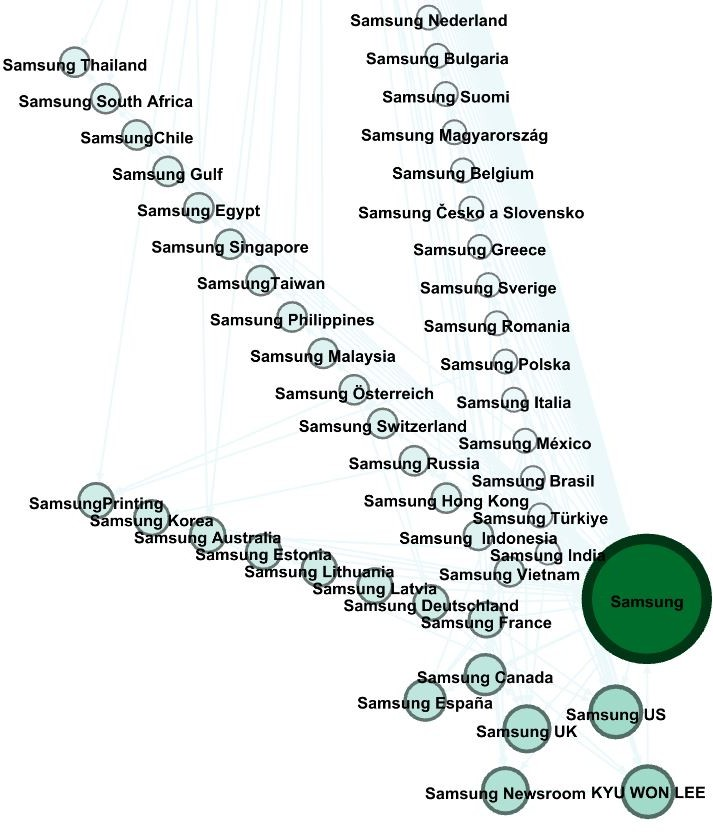 Samsung Nederland
Samsung Bulgaria
Samsung Thailand
Samsung Suomi
Samsung South Africa
Samsung Magyarország
SamsungChile
Samsung Belgium
Samsung Gulf
Samsung Egypt
Samsung Česko a Slovensko
Samsung Singapore
Samsung Greece
SamsungTaiwan
Samsung Sverige
Samsung Philippines
Samsung Romania
Samsung Malaysia
Samsung Polska
Samsung Österreich
Samsung Italia
Samsung Switzerland
Samsung México
Samsung Russia
Samsung Brasil
Samsung Hong Kong
SamsungPrinting
Samsung Türkiye
Samsung Korea
Samsung Australia
Samsung Indonesia
Samsung Estonia
Samsung India
Samsung Lithuania
Samsung Vietnam
Samsung Latvia
Samsung
Samsung Deutschland
Samsung France
Samsung Canada
Samsung España
Samsung US
Samsung UK
Samsung Newsroom
KYU WON LEE